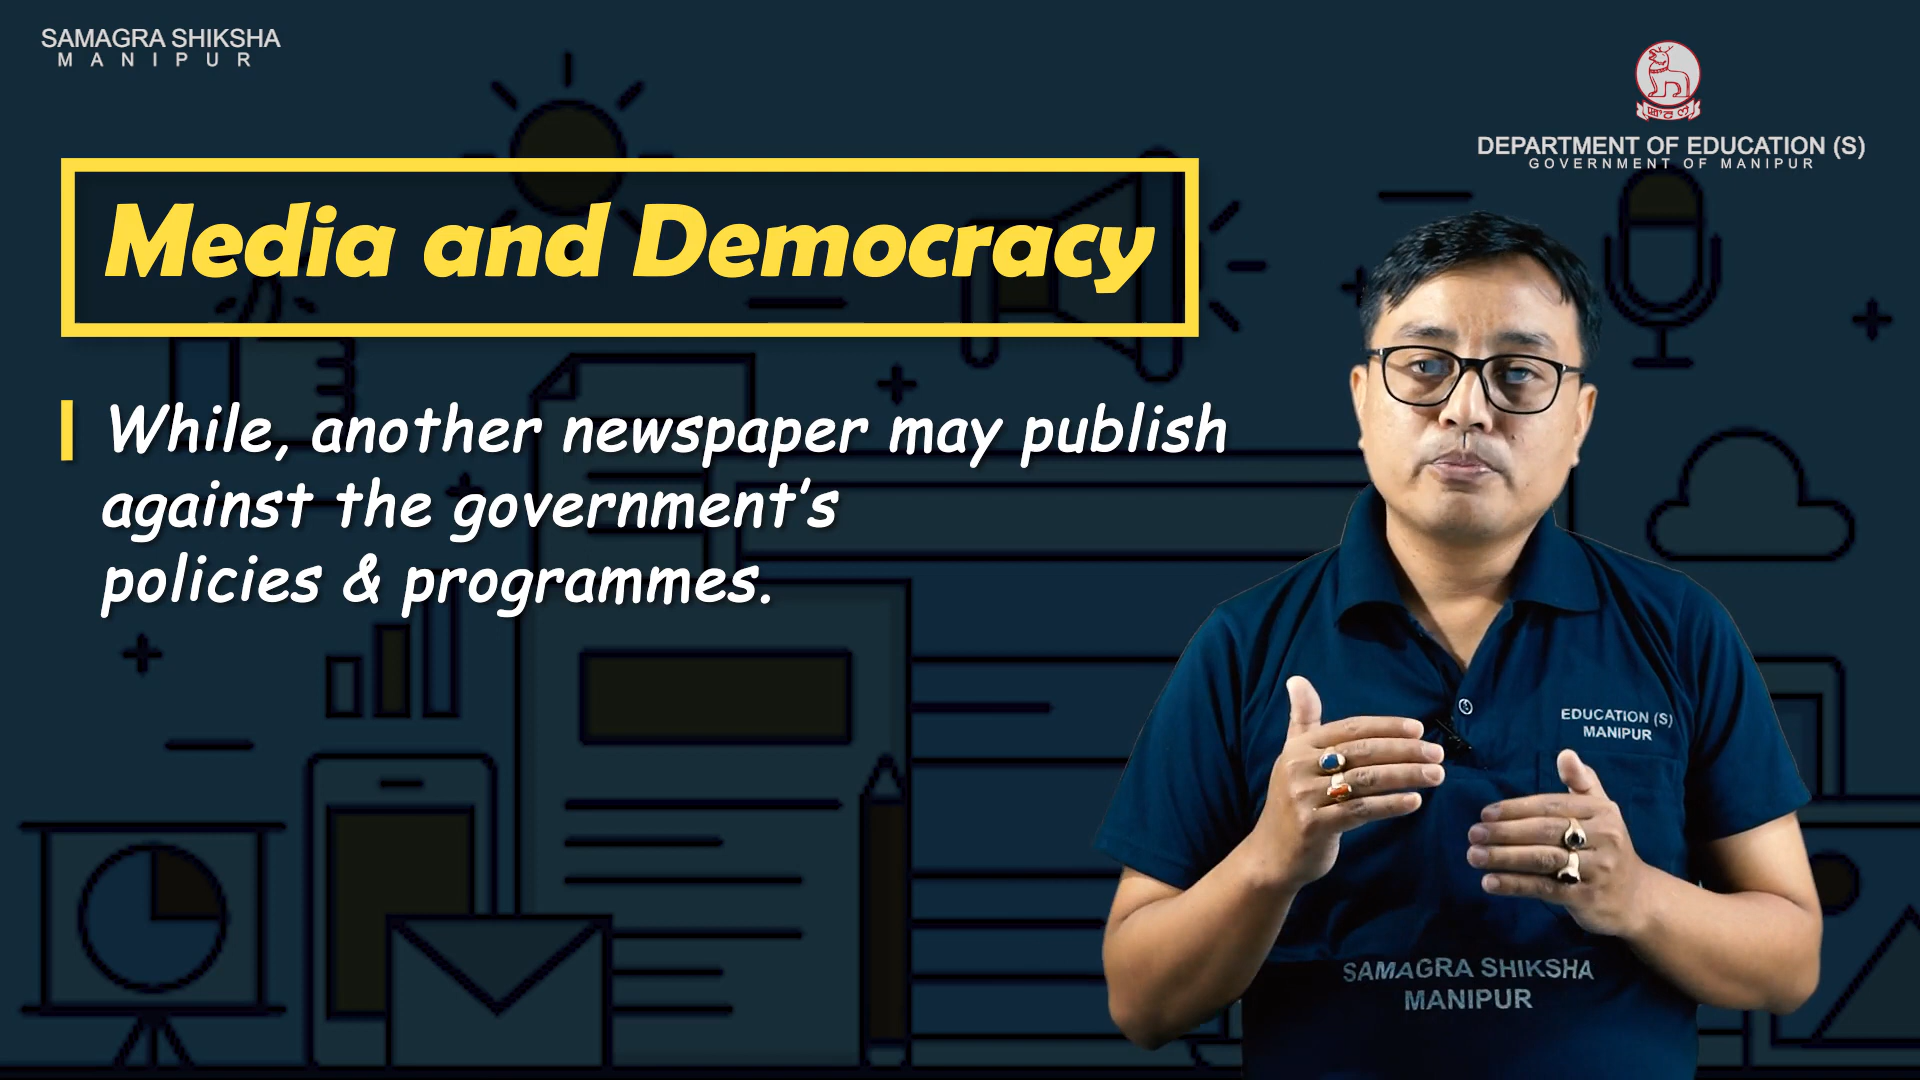 SAMAGRA SHIKSHA
MANIPUR
DEPARTMENT OF EDUCATION (S)
GOVERNMENT OF MANIPUR
Media and Democracy
While, another newspaper may publish
against the government's
policies & programmes.
EDUCATION (S)
MANIPUR
SAMAGRA SHIKSHA
MANIPUR